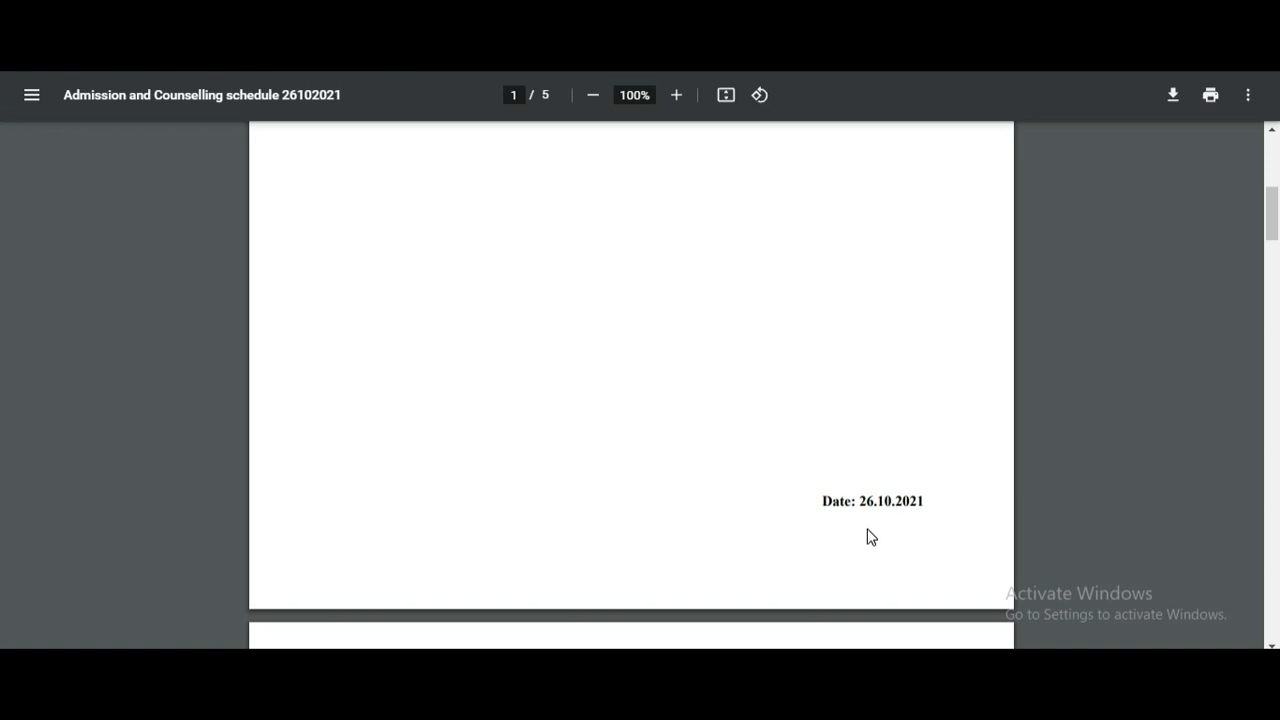 Admission and Counselling schedule 26102021
1 / 5
100%
Date: 26.10.2021
Activate Windows
Go to Settings to activate Windows.